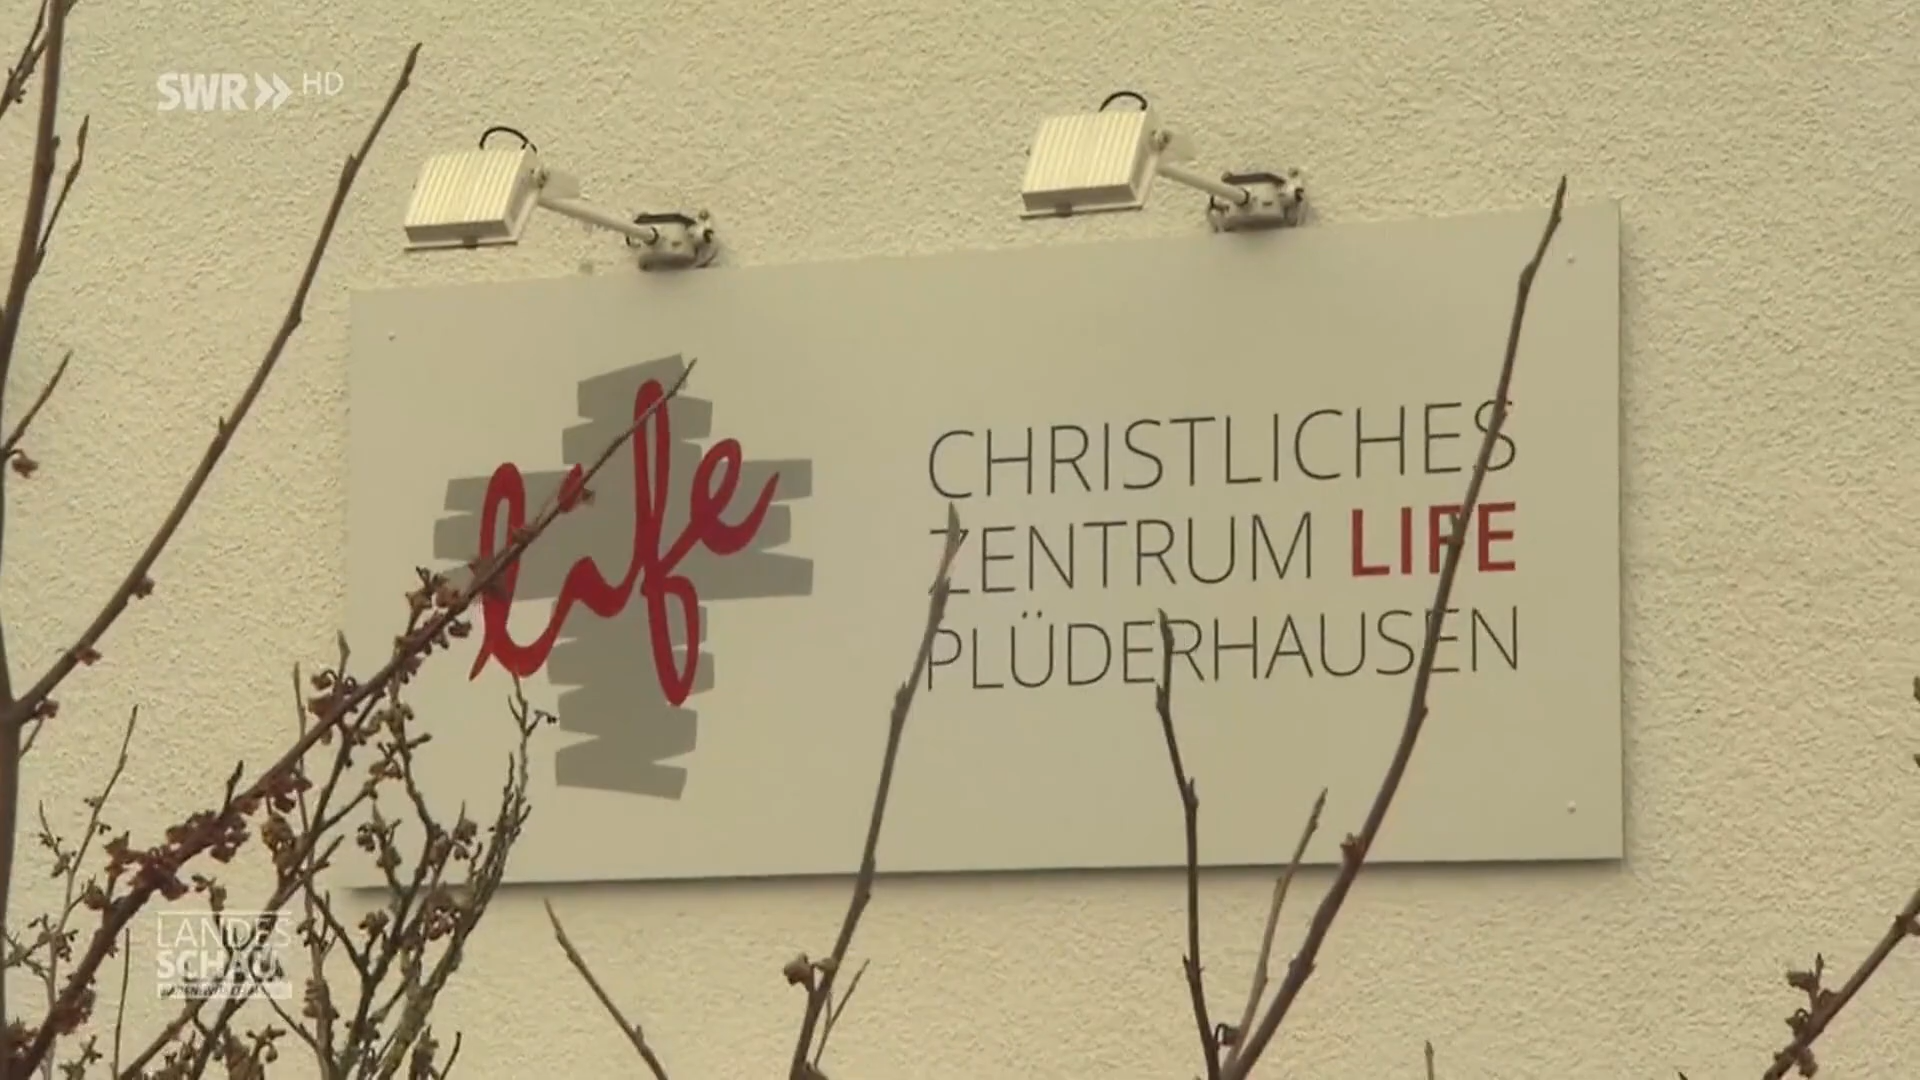 SWR HD
life
CHRISTLICHES
ZENTRUM LIFE
PLÜDERHAUSEN
LANDES
SCHAU